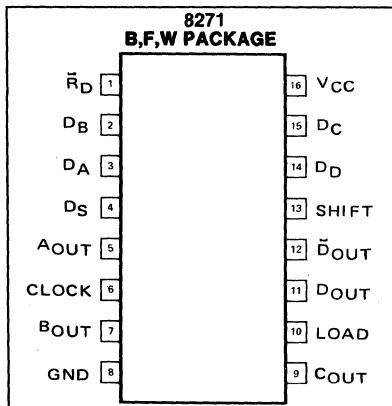 8271
B,F,W PACKAGE
R̄D 1
DB 2
DA 3
DS 4
AOUT 5
CLOCK 6
BOUT 7
GND 8
16 VCC
15 DC
14 DD
13 SHIFT
12 D̄OUT
11 DOUT
10 LOAD
9 COUT